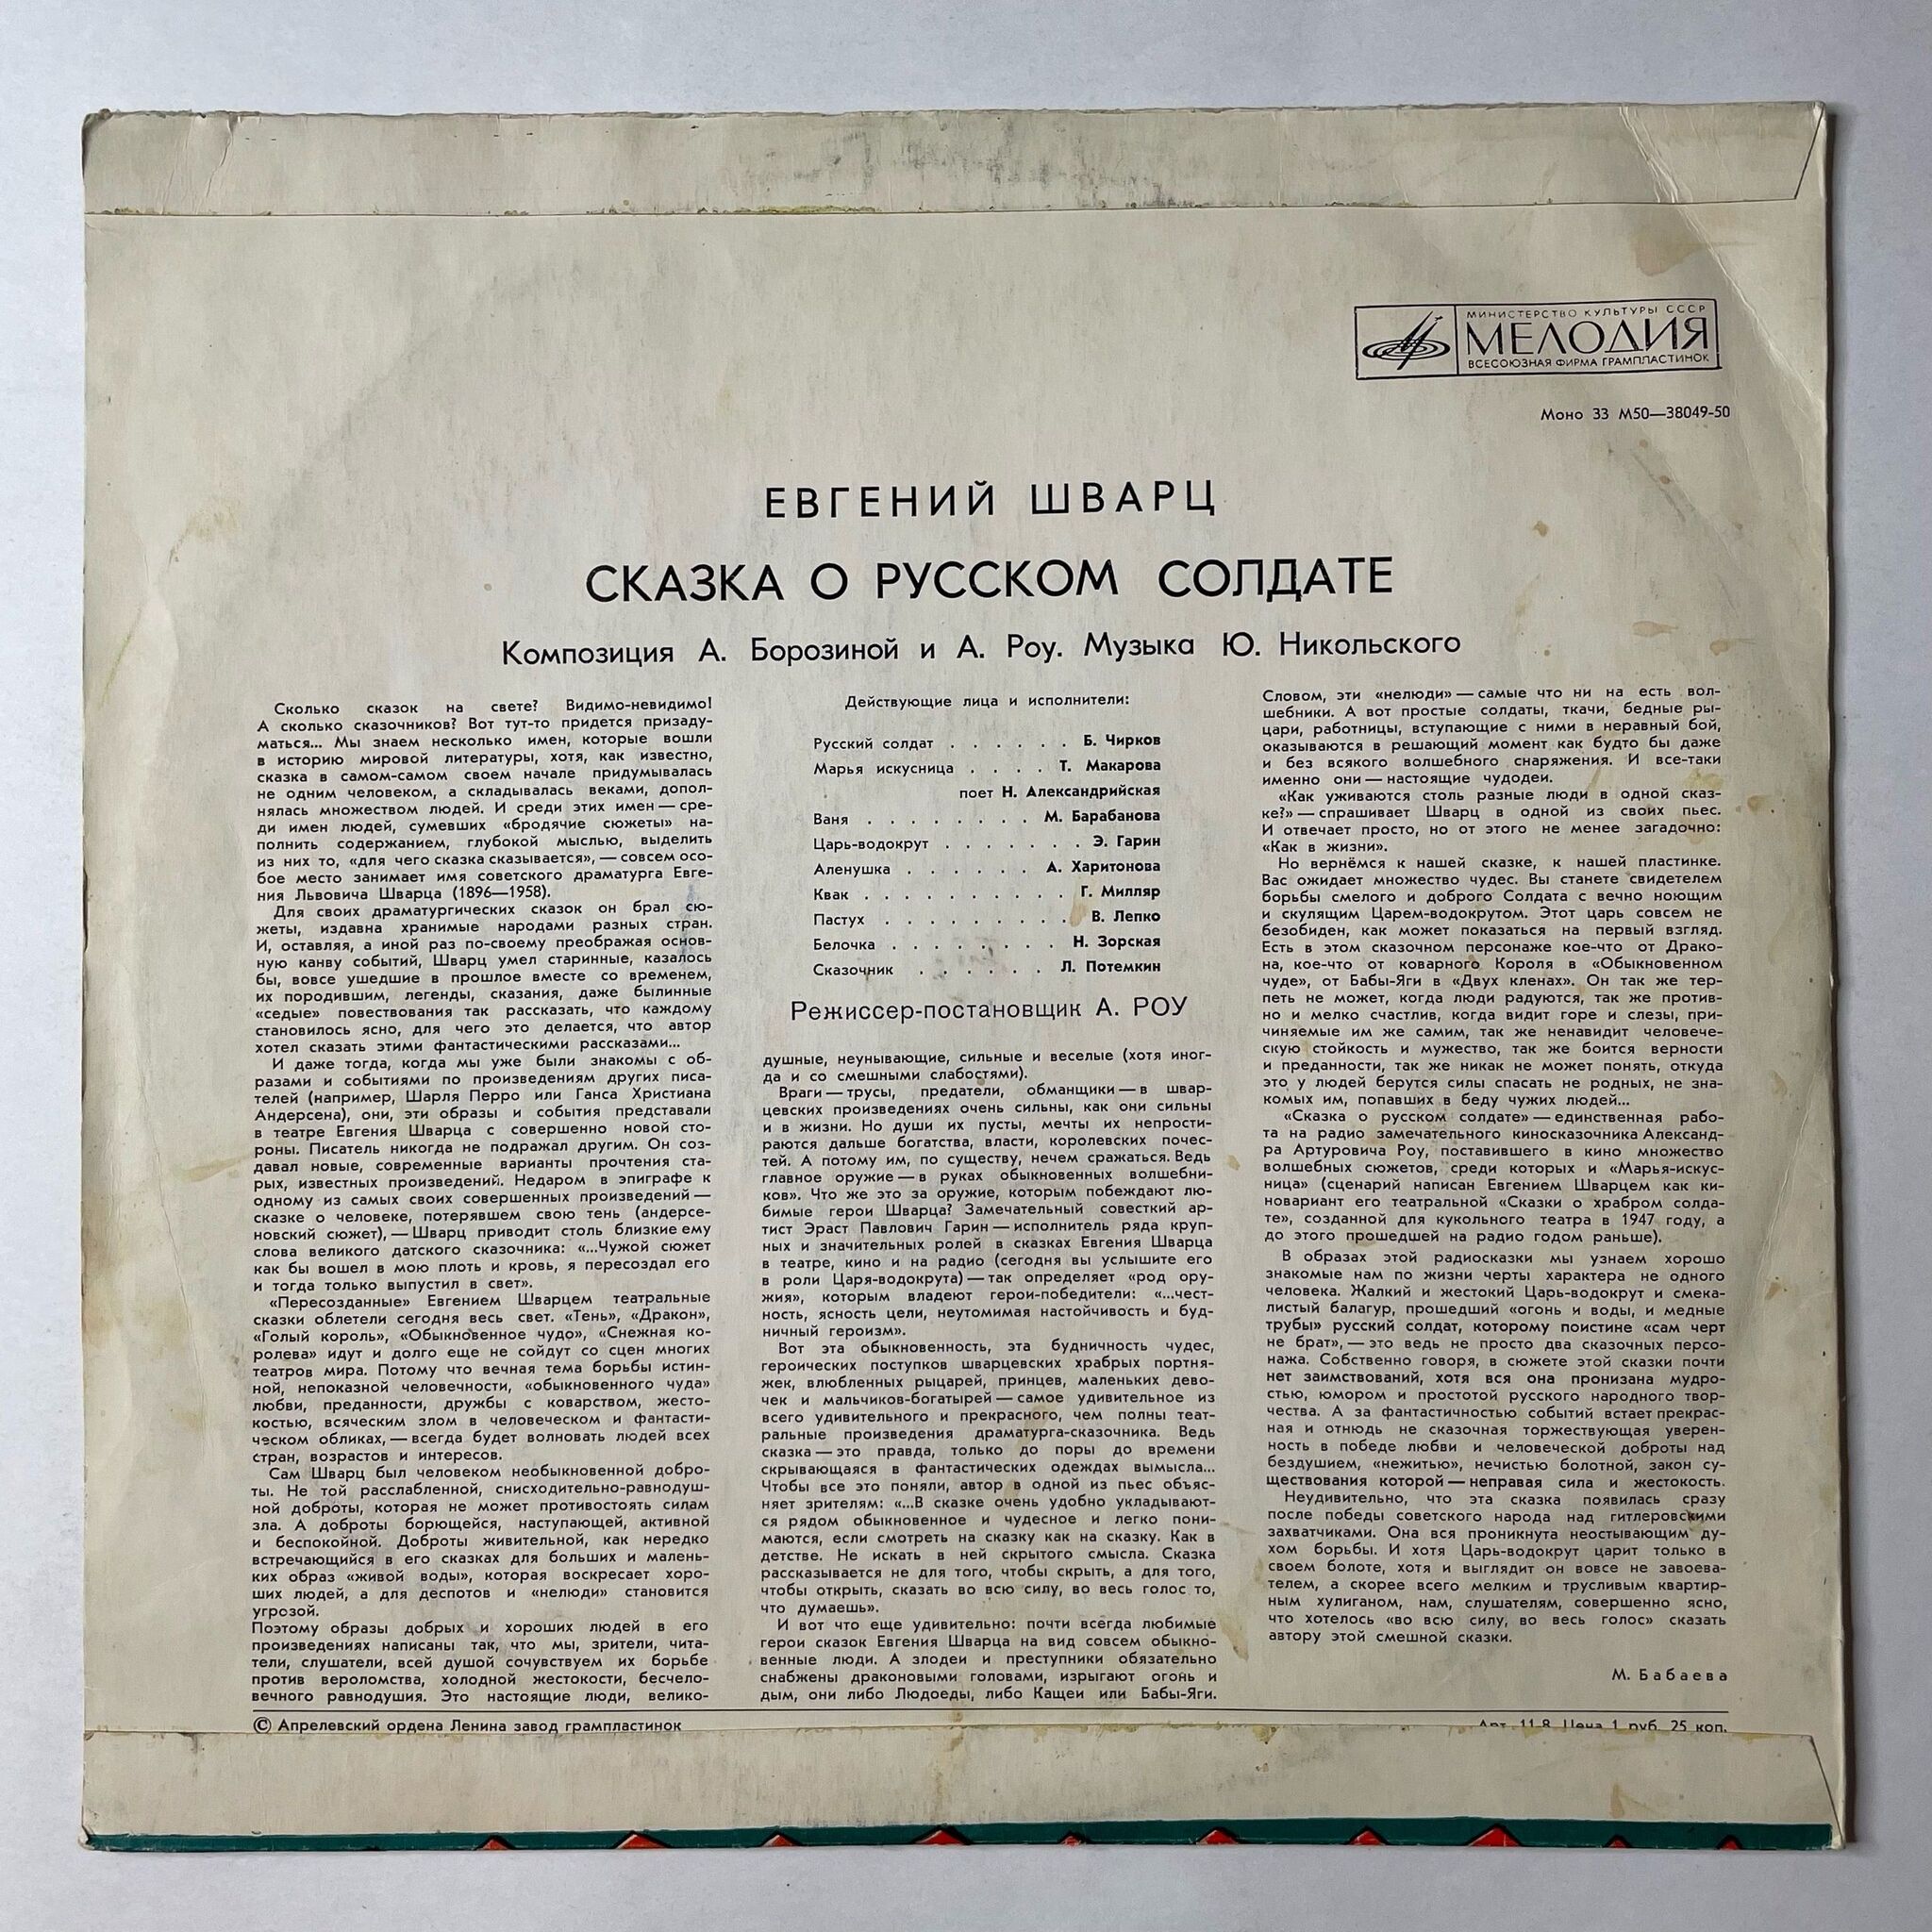 МИНИСТЕРСТВО КУЛЬТУРЫ СССР
МЕЛОДИЯ
ВСЕСОЮЗНАЯ ФИРМА ГРАМПЛАСТИНОК
Моно 33 М50—38049-50
ЕВГЕНИЙ ШВАРЦ
СКАЗКА О РУССКОМ СОЛДАТЕ
Композиция А. Борозиной и А. Роу. Музыка Ю. Никольского
Сколько сказок на свете? Видимо-невидимо!
А сколько сказочников? Вот тут-то придется призаду-
маться... Мы знаем несколько имен, которые вошли
в историю мировой литературы, хотя, как известно,
сказка в самом-самом своем начале придумывалась
не одним человеком, а складывалась веками, допол-
нялась множеством людей. И среди этих имен — сре-
ди имен людей, сумевших «бродячие сюжеты» на-
полнить содержанием, глубокой мыслью, выделить
из них то, «для чего сказка сказывается», — совсем осо-
бое место занимает имя советского драматурга Евге-
ния Львовича Шварца (1896—1958).
Для своих драматургических сказок он брал сю-
жеты, издавна хранимые народами разных стран.
И, оставляя, а иной раз по-своему преображая основ-
ную канву событий, Шварц умел старинные, казалось
бы, вовсе ушедшие в прошлое вместе со временем,
их породившим, легенды, сказания, даже былинные
«седые» повествования так рассказать, что каждому
становилось ясно, для чего это делается, что автор
хотел сказать этими фантастическими рассказами...
И даже тогда, когда мы уже были знакомы с об-
разами и событиями по произведениям других писа-
телей (например, Шарля Перро или Ганса Христиана
Андерсена), они, эти образы и события представали
в театре Евгения Шварца с совершенно новой сто-
роны. Писатель никогда не подражал другим. Он соз-
давал новые, современные варианты прочтения ста-
рых, известных произведений. Недаром в эпиграфе к
одному из самых своих совершенных произведений —
сказке о человеке, потерявшем свою тень (андерсе-
новский сюжет), — Шварц приводит столь близкие ему
слова великого датского сказочника: «...Чужой сюжет
как бы вошел в мою плоть и кровь, я пересоздал его
и тогда только выпустил в свет».
«Пересозданные» Евгением Шварцем театральные
сказки облетели сегодня весь свет. «Тень», «Дракон»,
«Голый король», «Обыкновенное чудо», «Снежная ко-
ролева» идут и долго еще не сойдут со сцен многих
театров мира. Потому что вечная тема борьбы истин-
ной, непоказной человечности, «обыкновенного чуда»
любви, преданности, дружбы с коварством, жесто-
костью, всяческим злом в человеческом и фантасти-
ческом обликах, — всегда будет волновать людей всех
стран, возрастов и интересов.
Сам Шварц был человеком необыкновенной добро-
ты. Не той расслабленной, снисходительно-равнодуш-
ной доброты, которая не может противостоять силам
зла. А доброты борющейся, наступающей, активной
и беспокойной. Доброты живительной, как нередко
встречающийся в его сказках для больших и малень-
ких образ «живой воды», которая воскресает хоро-
ших людей, а для деспотов и «нелюди» становится
угрозой.
Поэтому образы добрых и хороших людей в его
произведениях написаны так, что мы, зрители, чита-
тели, слушатели, всей душой сочувствуем их борьбе
против вероломства, холодной жестокости, бесчело-
вечного равнодушия. Это настоящие люди, велико-
Действующие лица и исполнители:
Русский солдат . . . . . . Б. Чирков
Марья искусница . . . . Т. Макарова
поет Н. Александрийская
Ваня . . . . . . . . М. Барабанова
Царь-водокрут . . . . . . . Э. Гарин
Аленушка . . . . . . А. Харитонова
Квак . . . . . . . . . . Г. Милляр
Пастух . . . . . . . . . В. Лепко
Белочка . . . . . . . . Н. Зорская
Сказочник . . . . . . Л. Потемкин
Режиссер-постановщик А. РОУ
душные, неунывающие, сильные и веселые (хотя иног-
да и со смешными слабостями).
Враги — трусы, предатели, обманщики — в швар-
цевских произведениях очень сильны, как они сильны
и в жизни. Но души их пусты, мечты их непрости-
раются дальше богатства, власти, королевских почес-
тей. А потому им, по существу, нечем сражаться. Ведь
главное оружие — в руках обыкновенных волшебни-
ков». Что же это за оружие, которым побеждают лю-
бимые герои Шварца? Замечательный совесткий ар-
тист Эраст Павлович Гарин — исполнитель ряда круп-
ных и значительных ролей в сказках Евгения Шварца
в театре, кино и на радио (сегодня вы услышите его
в роли Царя-водокрута) — так определяет «род ору-
жия», которым владеют герои-победители: «...чест-
ность, ясность цели, неутомимая настойчивость и буд-
ничный героизм».
Вот эта обыкновенность, эта будничность чудес,
героических поступков шварцевских храбрых портня-
жек, влюбленных рыцарей, принцев, маленьких дево-
чек и мальчиков-богатырей — самое удивительное из
всего удивительного и прекрасного, чем полны теат-
ральные произведения драматурга-сказочника. Ведь
сказка — это правда, только до поры до времени
скрывающаяся в фантастических одеждах вымысла...
Чтобы все это поняли, автор в одной из пьес объяс-
няет зрителям: «...В сказке очень удобно укладывают-
ся рядом обыкновенное и чудесное и легко пони-
маются, если смотреть на сказку как на сказку. Как в
детстве. Не искать в ней скрытого смысла. Сказка
рассказывается не для того, чтобы скрыть, а для того,
чтобы открыть, сказать во всю силу, во весь голос то,
что думаешь».
И вот что еще удивительно: почти всегда любимые
герои сказок Евгения Шварца на вид совсем обыкно-
венные люди. А злодеи и преступники обязательно
снабжены драконовыми головами, изрыгают огонь и
дым, они либо Людоеды, либо Кащеи или Бабы-Яги.
Словом, эти «нелюди» — самые что ни на есть вол-
шебники. А вот простые солдаты, ткачи, бедные ры-
цари, работницы, вступающие с ними в неравный бой,
оказываются в решающий момент как будто бы даже
и без всякого волшебного снаряжения. И все-таки
именно они — настоящие чудодеи.
«Как уживаются столь разные люди в одной сказ-
ке?» — спрашивает Шварц в одной из своих пьес.
И отвечает просто, но от этого не менее загадочно:
«Как в жизни».
Но вернёмся к нашей сказке, к нашей пластинке.
Вас ожидает множество чудес. Вы станете свидетелем
борьбы смелого и доброго Солдата с вечно ноющим
и скулящим Царем-водокрутом. Этот царь совсем не
безобиден, как может показаться на первый взгляд.
Есть в этом сказочном персонаже кое-что от Драко-
на, кое-что от коварного Короля в «Обыкновенном
чуде», от Бабы-Яги в «Двух кленах». Он так же тер-
петь не может, когда люди радуются, так же против-
но и мелко счастлив, когда видит горе и слезы, при-
чиняемые им же самим, так же ненавидит человече-
скую стойкость и мужество, так же боится верности
и преданности, так же никак не может понять, откуда
это у людей берутся силы спасать не родных, не зна-
комых им, попавших в беду чужих людей...
«Сказка о русском солдате» — единственная рабо-
та на радио замечательного киносказочника Александ-
ра Артуровича Роу, поставившего в кино множество
волшебных сюжетов, среди которых и «Марья-искус-
ница» (сценарий написан Евгением Шварцем как ки-
новариант его театральной «Сказки о храбром солда-
те», созданной для кукольного театра в 1947 году, а
до этого прошедшей на радио годом раньше).
В образах этой радиосказки мы узнаем хорошо
знакомые нам по жизни черты характера не одного
человека. Жалкий и жестокий Царь-водокрут и смека-
листый балагур, прошедший «огонь и воды, и медные
трубы» русский солдат, которому поистине «сам черт
не брат», — это ведь не просто два сказочных персо-
нажа. Собственно говоря, в сюжете этой сказки почти
нет заимствований, хотя вся она пронизана мудро-
стью, юмором и простотой русского народного твор-
чества. А за фантастичностью событий встает прекрас-
ная и отнюдь не сказочная торжествующая уверен-
ность в победе любви и человеческой доброты над
бездушием, «нежитью», нечистью болотной, закон су-
ществования которой — неправая сила и жестокость.
Неудивительно, что эта сказка появилась сразу
после победы советского народа над гитлеровскими
захватчиками. Она вся проникнута неостывающим ду-
хом борьбы. И хотя Царь-водокрут царит только в
своем болоте, хотя и выглядит он вовсе не завоева-
телем, а скорее всего мелким и трусливым квартир-
ным хулиганом, нам, слушателям, совершенно ясно,
что хотелось «во всю силу, во весь голос» сказать
автору этой смешной сказки.
М. Бабаева
© Апрелевский ордена Ленина завод грампластинок
Арт. 11-8. Цена 1 руб. 25 коп.